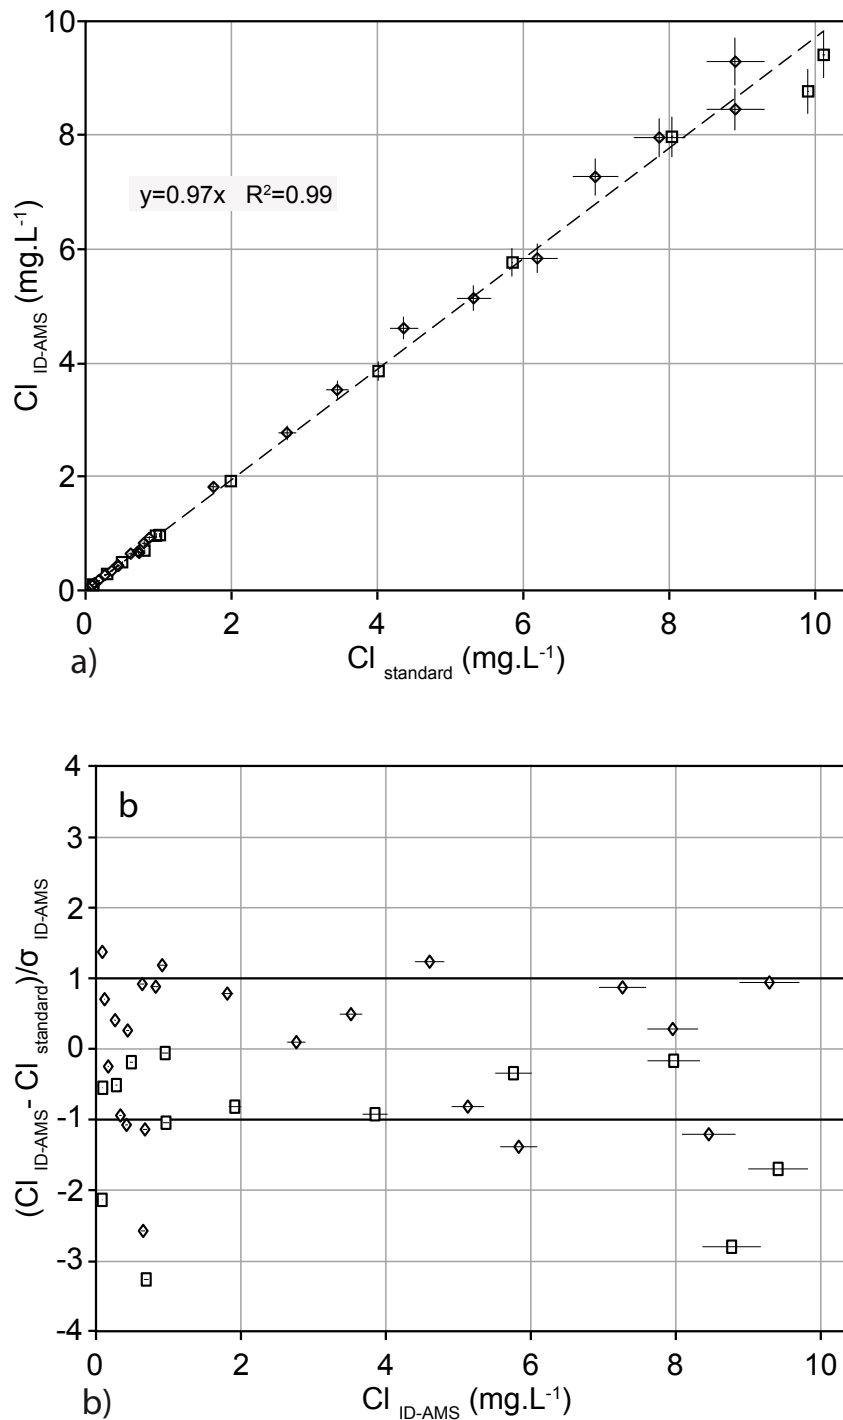 10
8
6
4
2
0
Cl ID-AMS (mg.L-1)
y=0.97x R2=0.99
0 2 4 6 8 10
a)
Cl standard (mg.L-1)
4
3
2
1
0
-1
-2
-3
-4
(Cl ID-AMS - Cl standard)/σ ID-AMS
b
0 2 4 6 8 10
b)
Cl ID-AMS (mg.L-1)